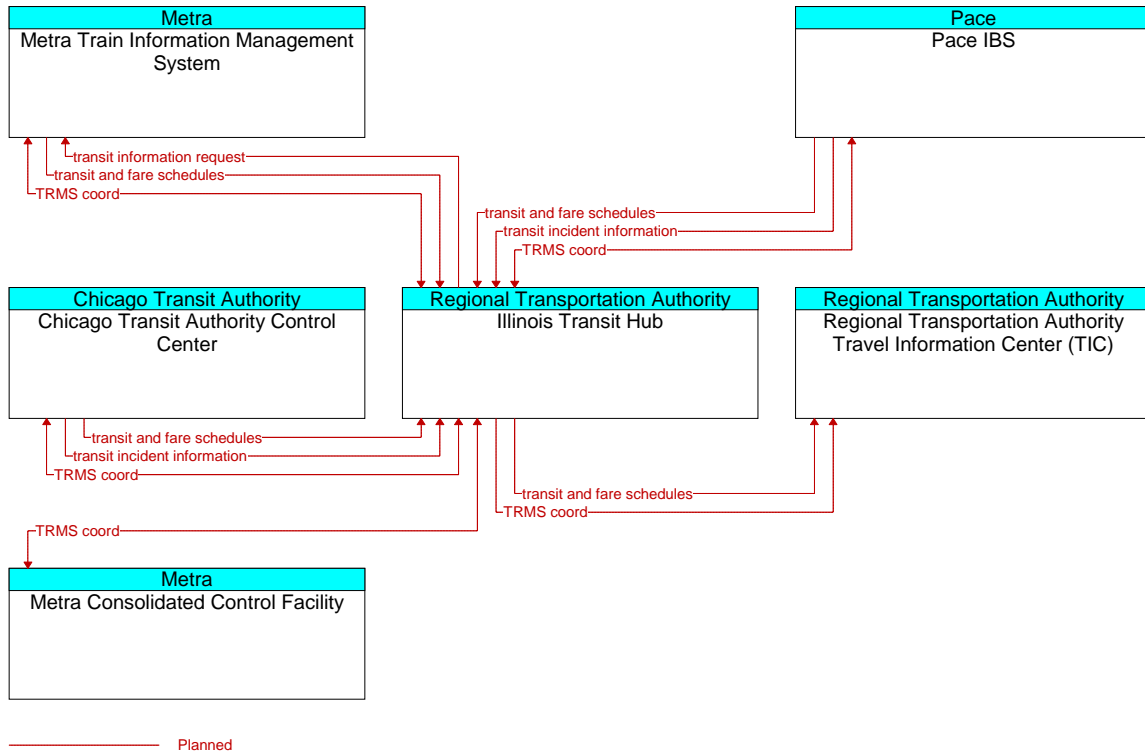 Metra
Metra Train Information Management
System
Pace
Pace IBS
transit information request
transit and fare schedules
TRMS coord
transit and fare schedules
transit incident information
TRMS coord
Chicago Transit Authority
Chicago Transit Authority Control
Center
Regional Transportation Authority
Illinois Transit Hub
Regional Transportation Authority
Regional Transportation Authority
Travel Information Center (TIC)
transit and fare schedules
transit incident information
TRMS coord
transit and fare schedules
TRMS coord
TRMS coord
Metra
Metra Consolidated Control Facility
Planned